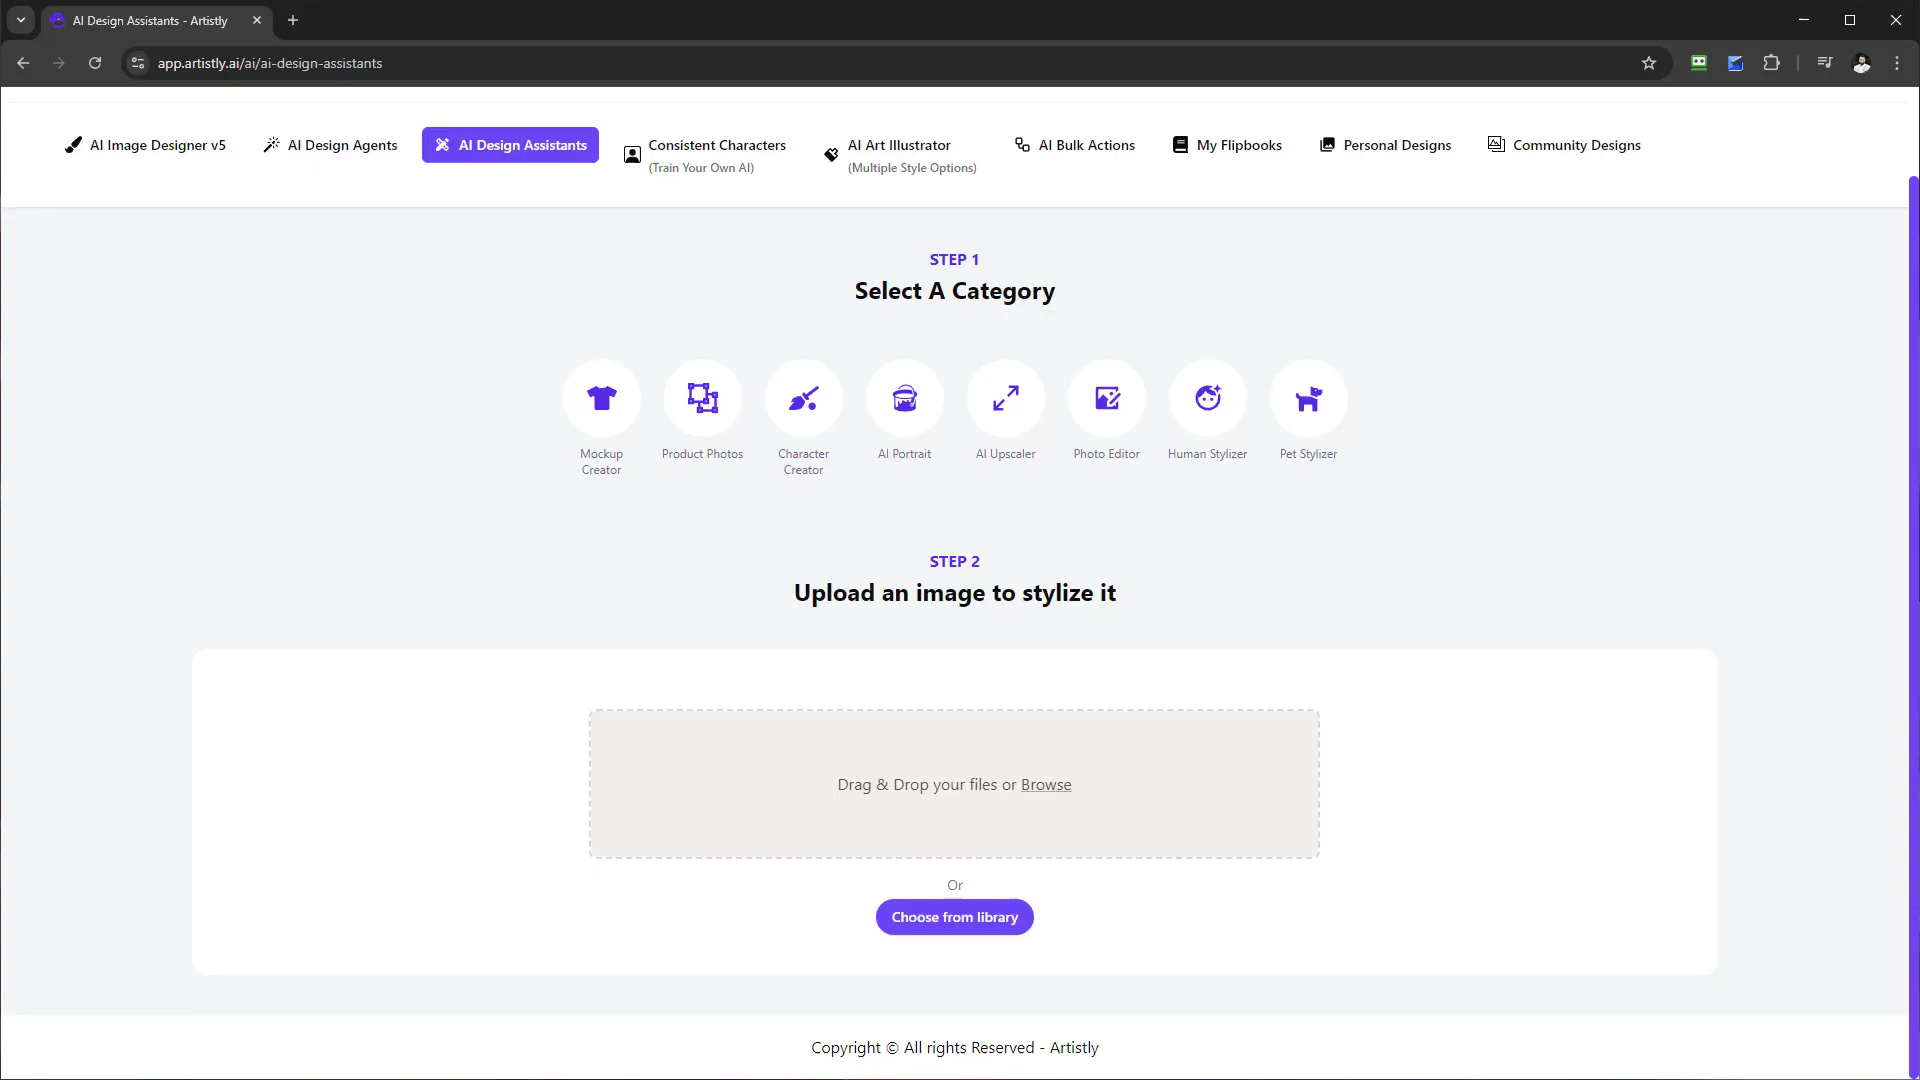 AI Design Assistants - Artistly
app.artistly.ai/ai/ai-design-assistants
AI Image Designer v5
AI Design Agents
AI Design Assistants
Consistent Characters
(Train Your Own AI)
AI Art Illustrator
(Multiple Style Options)
AI Bulk Actions
My Flipbooks
Personal Designs
Community Designs
STEP 1
Select A Category
Mockup
Creator
Product Photos
Character
Creator
AI Portrait
AI Upscaler
Photo Editor
Human Stylizer
Pet Stylizer
STEP 2
Upload an image to stylize it
Drag & Drop your files or Browse
Or
Choose from library
Copyright © All rights Reserved - Artistly